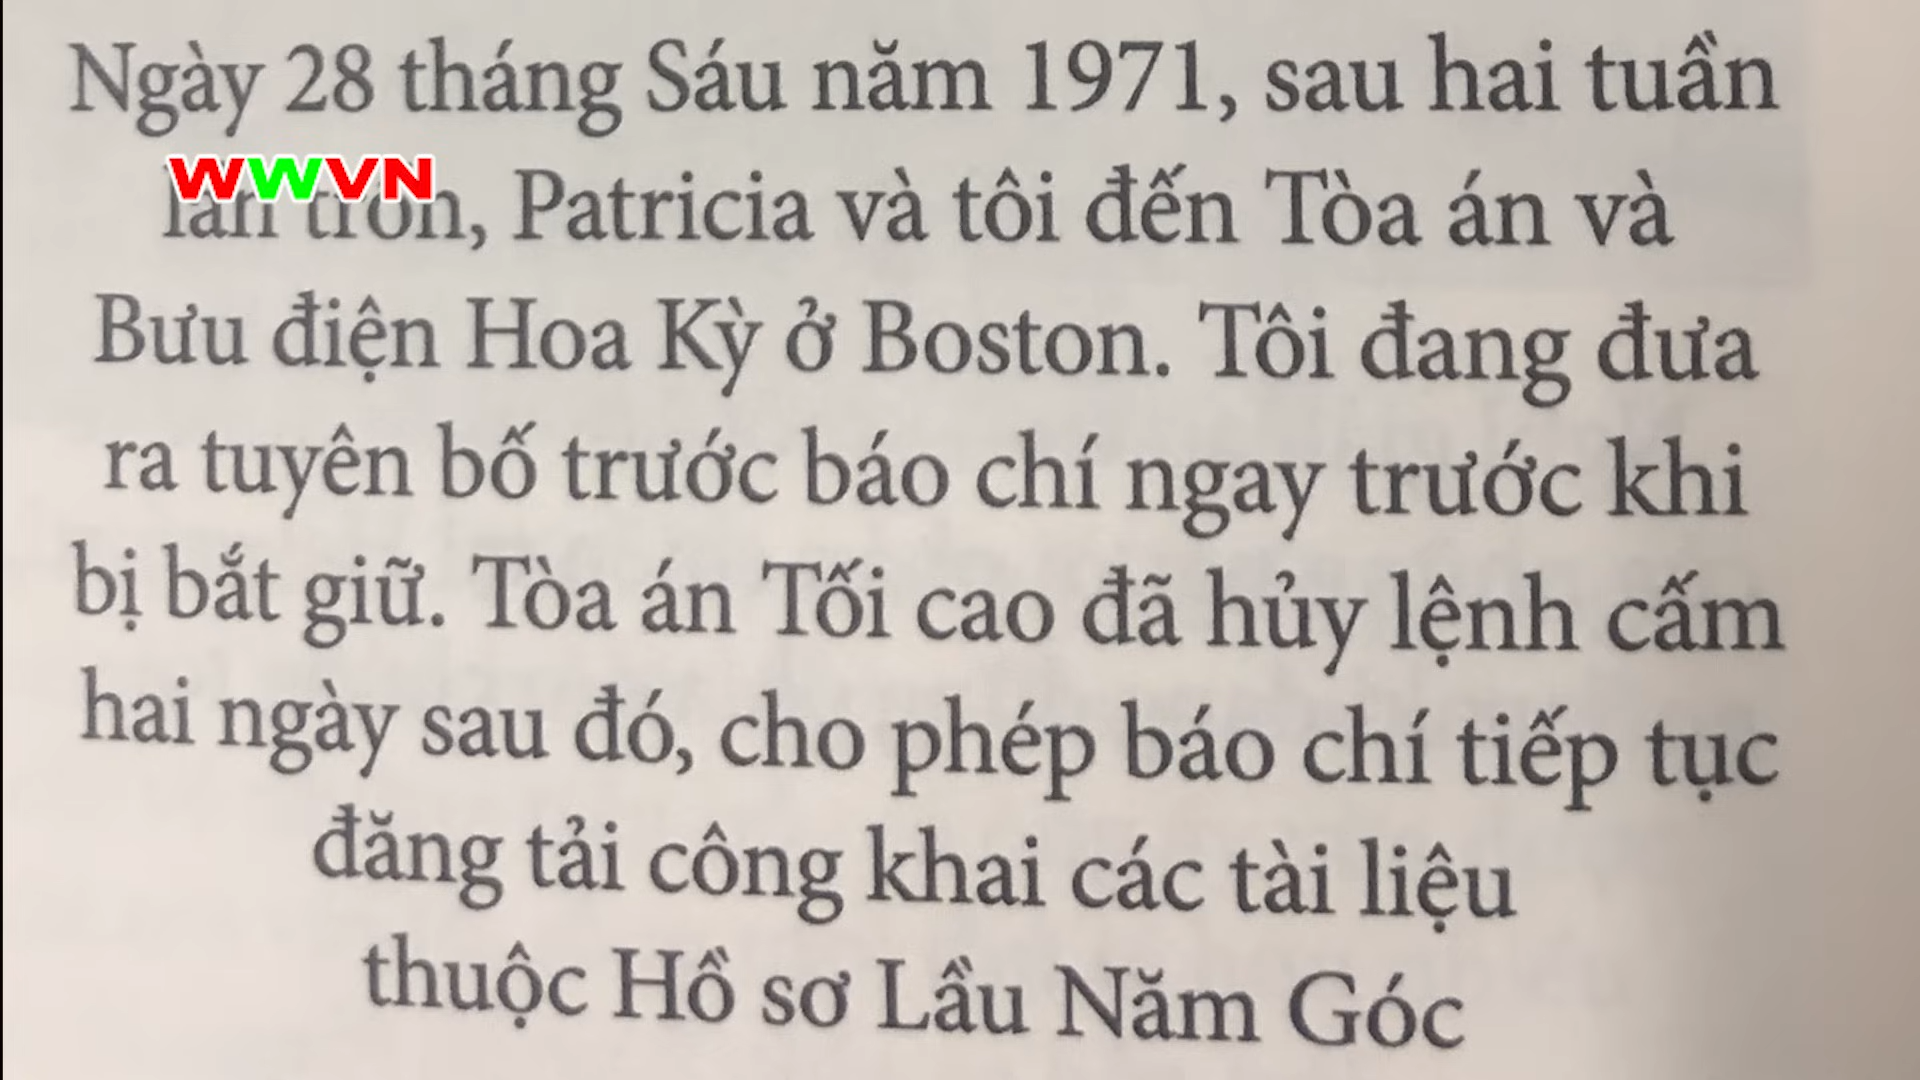 Ngày 28 tháng Sáu năm 1971, sau hai tuần
WWVN
lẩn trốn, Patricia và tôi đến Tòa án và
Bưu điện Hoa Kỳ ở Boston. Tôi đang đưa
ra tuyên bố trước báo chí ngay trước khi
bị bắt giữ. Tòa án Tối cao đã hủy lệnh cấm
hai ngày sau đó, cho phép báo chí tiếp tục
đăng tải công khai các tài liệu
thuộc Hồ sơ Lầu Năm Góc